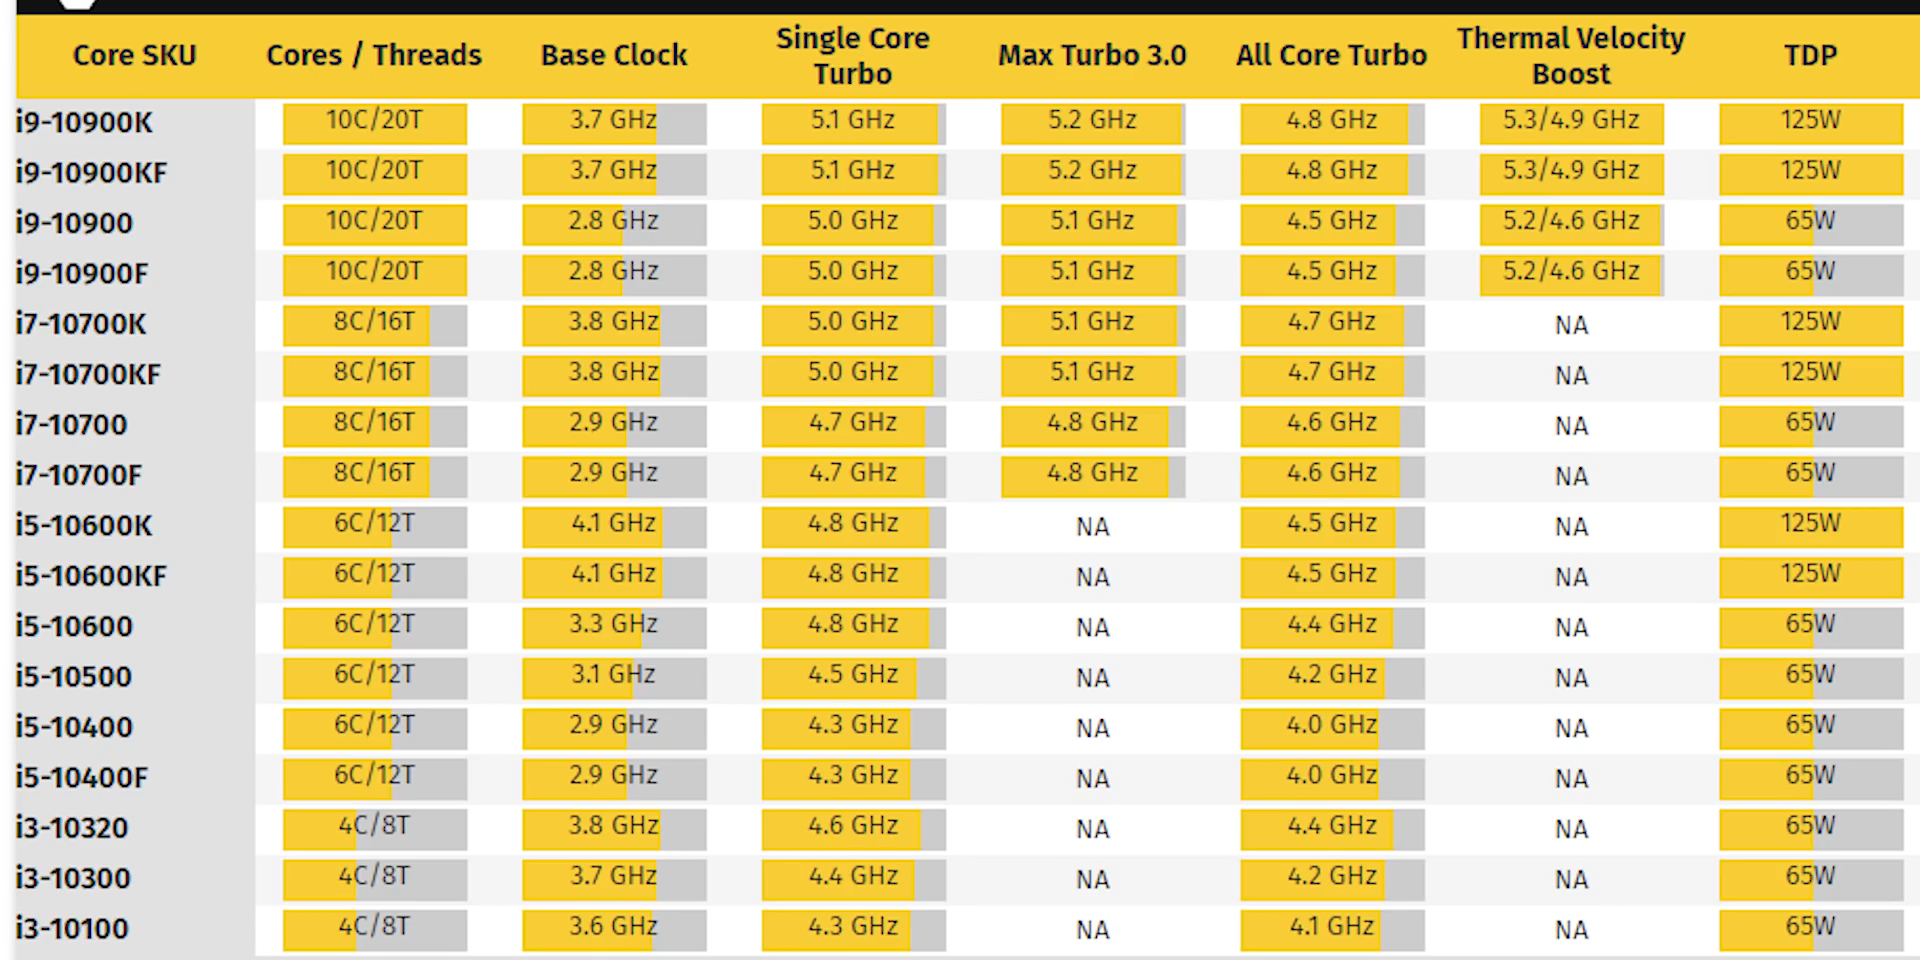 Core SKU Cores / Threads Base Clock Single Core Turbo Max Turbo 3.0 All Core Turbo Thermal Velocity Boost TDP
i9-10900K 10C/20T 3.7 GHz 5.1 GHz 5.2 GHz 4.8 GHz 5.3/4.9 GHz 125W
i9-10900KF 10C/20T 3.7 GHz 5.1 GHz 5.2 GHz 4.8 GHz 5.3/4.9 GHz 125W
i9-10900 10C/20T 2.8 GHz 5.0 GHz 5.1 GHz 4.5 GHz 5.2/4.6 GHz 65W
i9-10900F 10C/20T 2.8 GHz 5.0 GHz 5.1 GHz 4.5 GHz 5.2/4.6 GHz 65W
i7-10700K 8C/16T 3.8 GHz 5.0 GHz 5.1 GHz 4.7 GHz NA 125W
i7-10700KF 8C/16T 3.8 GHz 5.0 GHz 5.1 GHz 4.7 GHz NA 125W
i7-10700 8C/16T 2.9 GHz 4.7 GHz 4.8 GHz 4.6 GHz NA 65W
i7-10700F 8C/16T 2.9 GHz 4.7 GHz 4.8 GHz 4.6 GHz NA 65W
i5-10600K 6C/12T 4.1 GHz 4.8 GHz NA 4.5 GHz NA 125W
i5-10600KF 6C/12T 4.1 GHz 4.8 GHz NA 4.5 GHz NA 125W
i5-10600 6C/12T 3.3 GHz 4.8 GHz NA 4.4 GHz NA 65W
i5-10500 6C/12T 3.1 GHz 4.5 GHz NA 4.2 GHz NA 65W
i5-10400 6C/12T 2.9 GHz 4.3 GHz NA 4.0 GHz NA 65W
i5-10400F 6C/12T 2.9 GHz 4.3 GHz NA 4.0 GHz NA 65W
i3-10320 4C/8T 3.8 GHz 4.6 GHz NA 4.4 GHz NA 65W
i3-10300 4C/8T 3.7 GHz 4.4 GHz NA 4.2 GHz NA 65W
i3-10100 4C/8T 3.6 GHz 4.3 GHz NA 4.1 GHz NA 65W